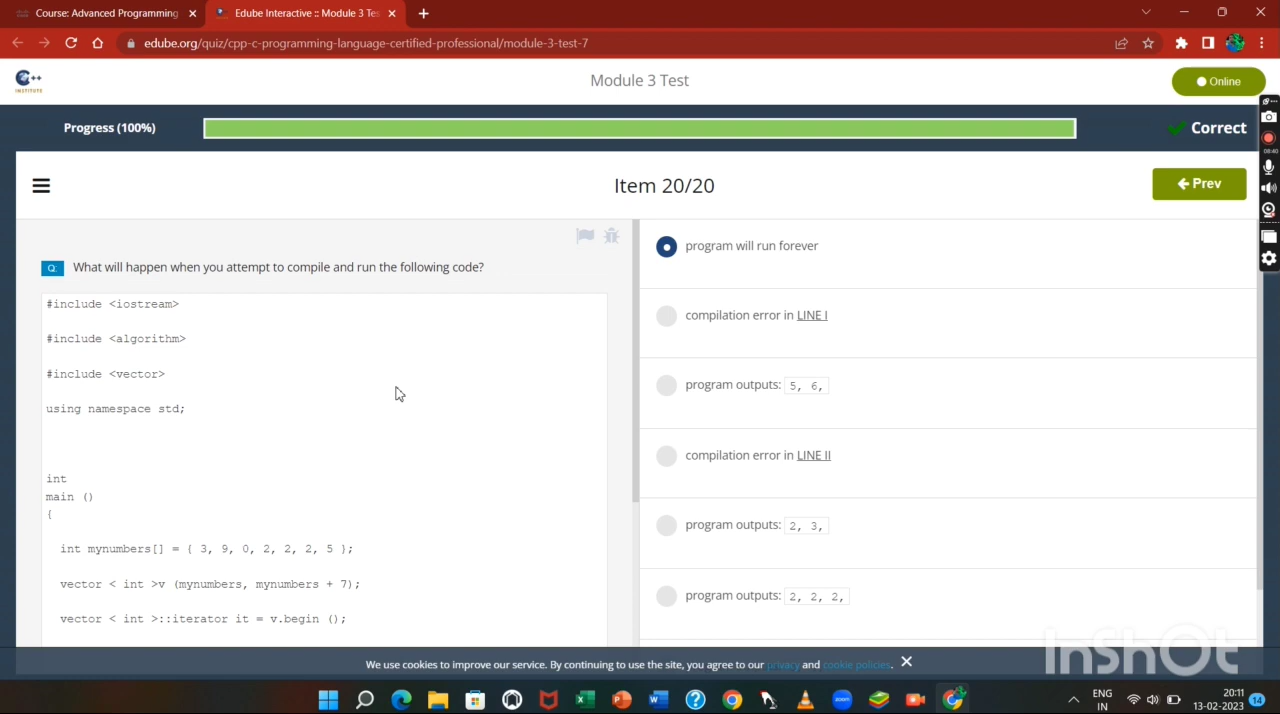 Course: Advanced Programming
Edube Interactive :: Module 3 Tes
edube.org/quiz/cpp-c-programming-language-certified-professional/module-3-test-7
C++
INSTITUTE
Module 3 Test
Online
Progress (100%)
Correct
08:40
Item 20/20
Prev
Q:
What will happen when you attempt to compile and run the following code?
#include <iostream>
#include <algorithm>
#include <vector>
using namespace std;
int
main ()
{
int mynumbers[] = { 3, 9, 0, 2, 2, 2, 5 };
vector < int >v (mynumbers, mynumbers + 7);
vector < int >::iterator it = v.begin ();
program will run forever
compilation error in LINE I
program outputs: 5, 6,
compilation error in LINE II
program outputs: 2, 3,
program outputs: 2, 2, 2,
We use cookies to improve our service. By continuing to use the site, you agree to our privacy and cookie policies.
InShOt
zoom
ENG
IN
20:11
13-02-2023
14